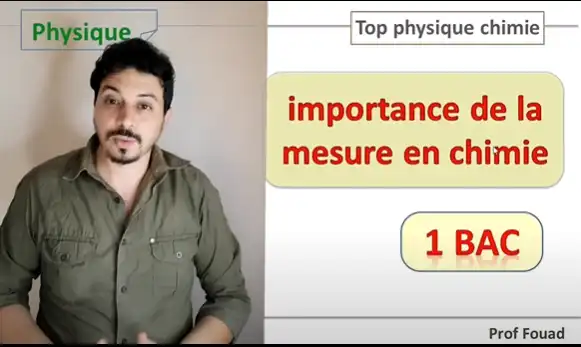 Physique
Top physique chimie
importance de la
mesure en chimie
1 BAC
Prof Fouad